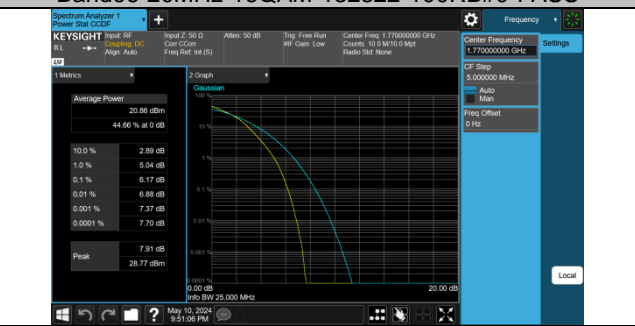 Spectrum Analyzer 1
Power Stat CCDF
Frequency
KEYSIGHT
Input: RF
Coupling: DC
Align: Auto
Input Z: 50 Ω
Corr CCorr
Freq Ref: Int (S)
Atten: 50 dB
Trig: Free Run
#IF Gain: Low
Center Freq: 1.770000000 GHz
Counts: 10.0 M/10.0 Mpt
Radio Std: None
RL
LXI
Center Frequency
1.770000000 GHz
Settings
CF Step
5.000000 MHz
Auto
Man
Freq Offset
0 Hz
Local
1 Metrics
Average Power
20.86 dBm
44.66 % at 0 dB
10.0 % 2.89 dB
1.0 % 5.04 dB
0.1 % 6.17 dB
0.01 % 6.88 dB
0.001 % 7.37 dB
0.0001 % 7.70 dB
Peak
7.91 dB
28.77 dBm
2 Graph
Gaussian
100 %
10 %
1 %
0.1 %
0.01 %
0.001 %
0.0001 %
0.00 dB
20.00 dB
Info BW 25.000 MHz
May 10, 2024
9:51:06 PM